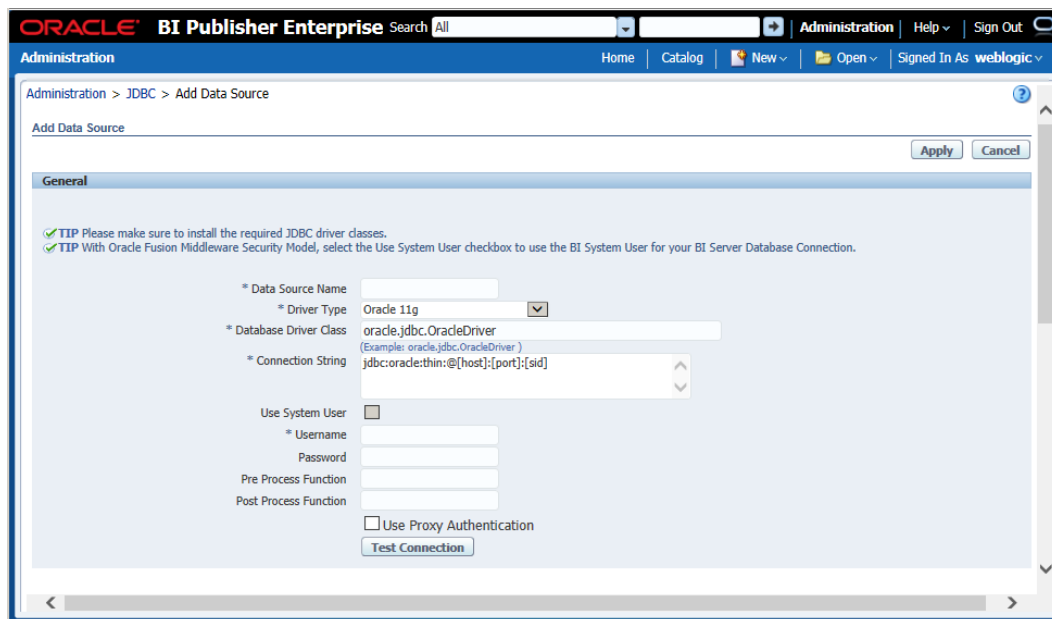 ORACLE BI Publisher Enterprise Search All Administration Help Sign Out
Administration Home Catalog New Open Signed In As weblogic
Administration > JDBC > Add Data Source
Add Data Source
Apply Cancel
General
TIP Please make sure to install the required JDBC driver classes.
TIP With Oracle Fusion Middleware Security Model, select the Use System User checkbox to use the BI System User for your BI Server Database Connection.
* Data Source Name
* Driver Type Oracle 11g
* Database Driver Class oracle.jdbc.OracleDriver
(Example: oracle.jdbc.OracleDriver )
* Connection String jdbc:oracle:thin:@[host]:[port]:[sid]
Use System User
* Username
Password
Pre Process Function
Post Process Function
Use Proxy Authentication
Test Connection